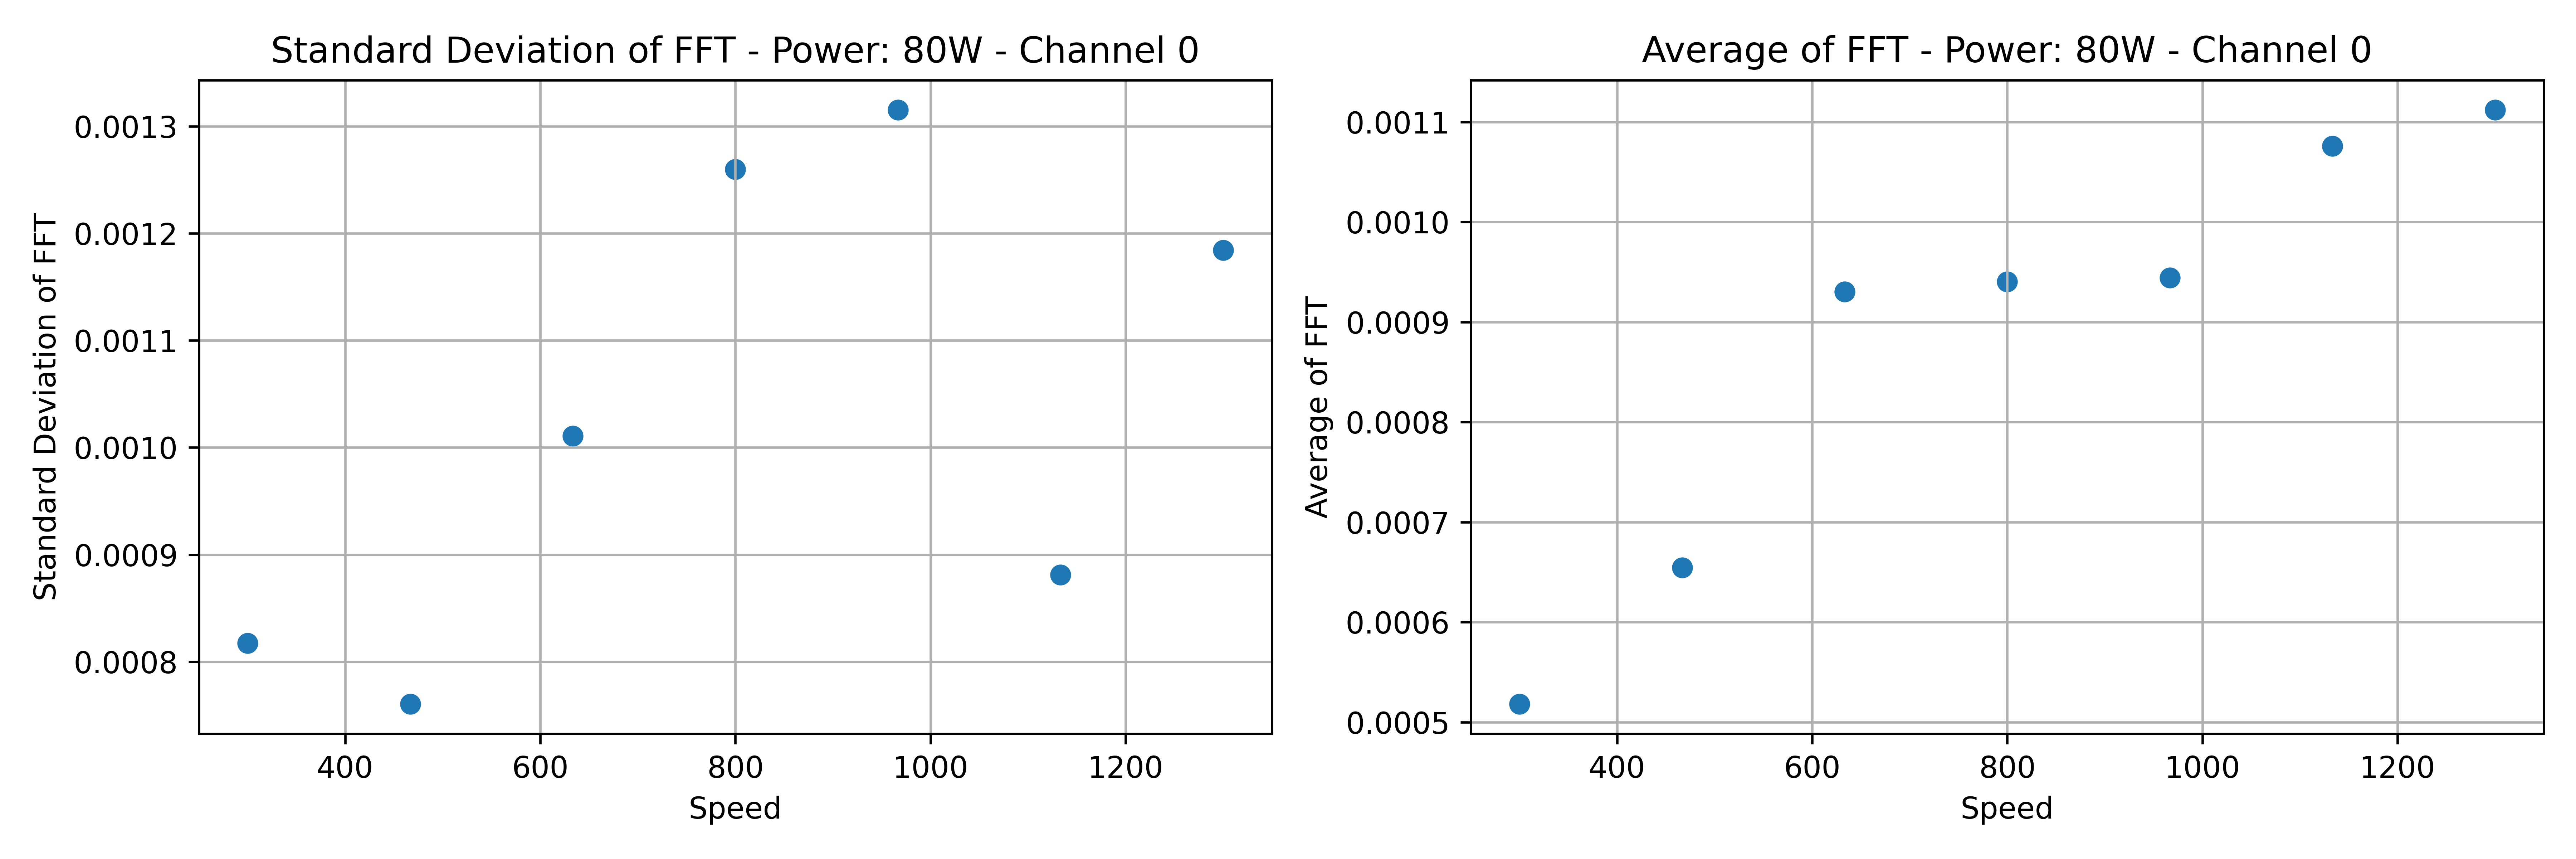 Standard Deviation of FFT - Power: 80W - Channel 0
Standard Deviation of FFT
0.0013
0.0012
0.0011
0.0010
0.0009
0.0008
400 600 800 1000 1200
Speed
Average of FFT - Power: 80W - Channel 0
Average of FFT
0.0011
0.0010
0.0009
0.0008
0.0007
0.0006
0.0005
400 600 800 1000 1200
Speed